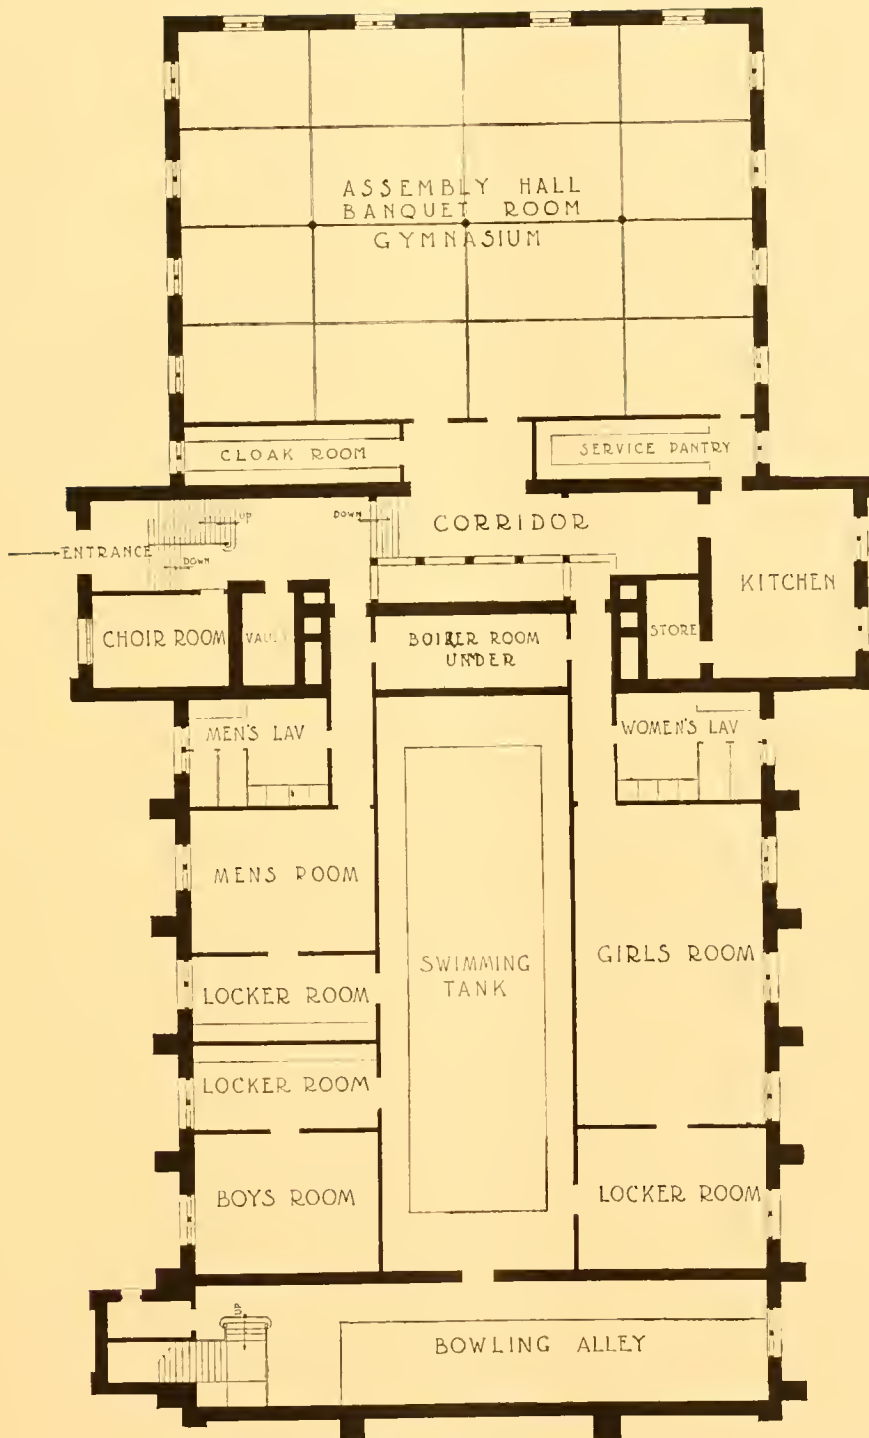 ASSEMBLY HALL
BANQUET ROOM
GYMNASIUM
CLOAK ROOM
SERVICE PANTRY
UP
DOWN
CORRIDOR
ENTRANCE
DOWN
KITCHEN
CHOIR ROOM
BOILER ROOM
UNDER
STORE
MEN'S LAV
WOMEN'S LAV
MENS ROOM
GIRLS ROOM
SWIMMING
TANK
LOCKER ROOM
LOCKER ROOM
BOYS ROOM
LOCKER ROOM
UP
BOWLING ALLEY